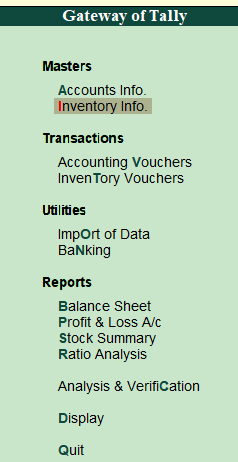 Gateway of Tally
Masters
Accounts Info.
Inventory Info.
Transactions
Accounting Vouchers
InvenTory Vouchers
Utilities
ImpOrt of Data
BaNking
Reports
Balance Sheet
Profit & Loss A/c
Stock Summary
Ratio Analysis
Analysis & VerifiCation
Display
Quit